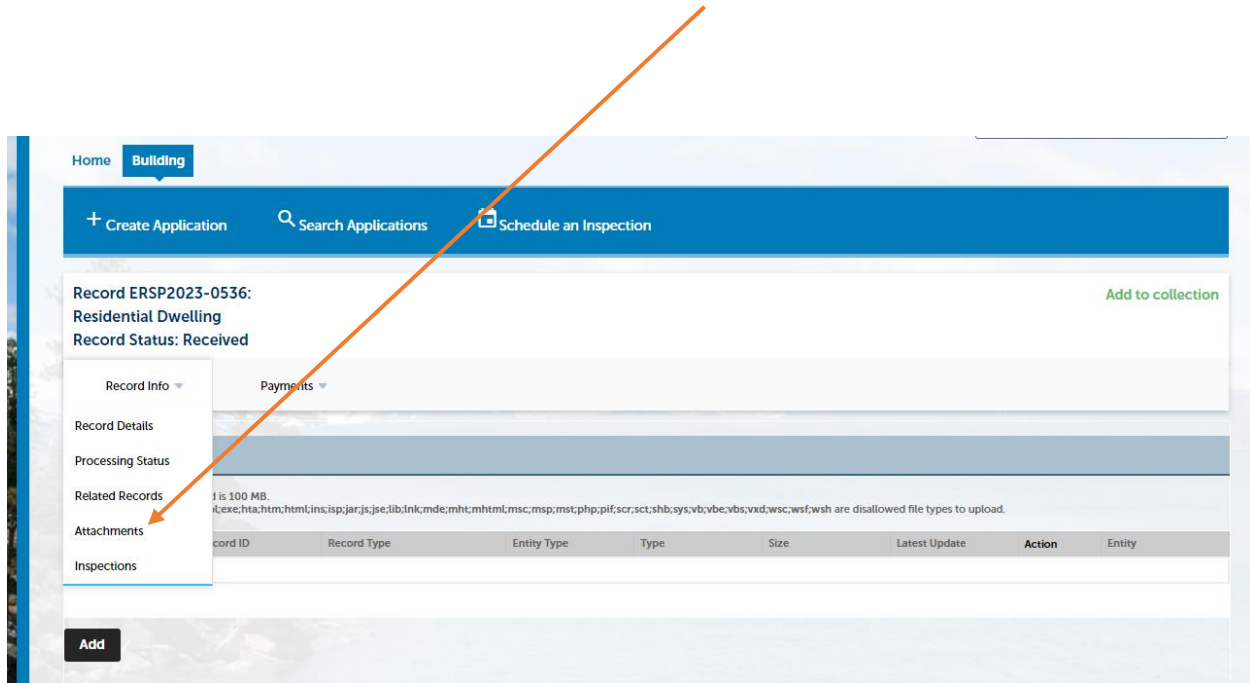 Home Building
Create Application Search Applications Schedule an Inspection
Record ERSP2023-0536:
Residential Dwelling
Record Status: Received
Add to collection
Record Info Payments
Record Details
Processing Status
Related Records
Attachments
Inspections
is 100 MB.
exe;hta;htm;html;ins;isp;jar;js;jse;lib;lnk;mde;mht;mhtml;msc;msp;mst;php;pif;scr;sct;shb;sys;vb;vbe;vbs;vxd;wsc;wsf;wsh are disallowed file types to upload.
ID Record Type Entity Type Type Size Latest Update Action Entity
Add